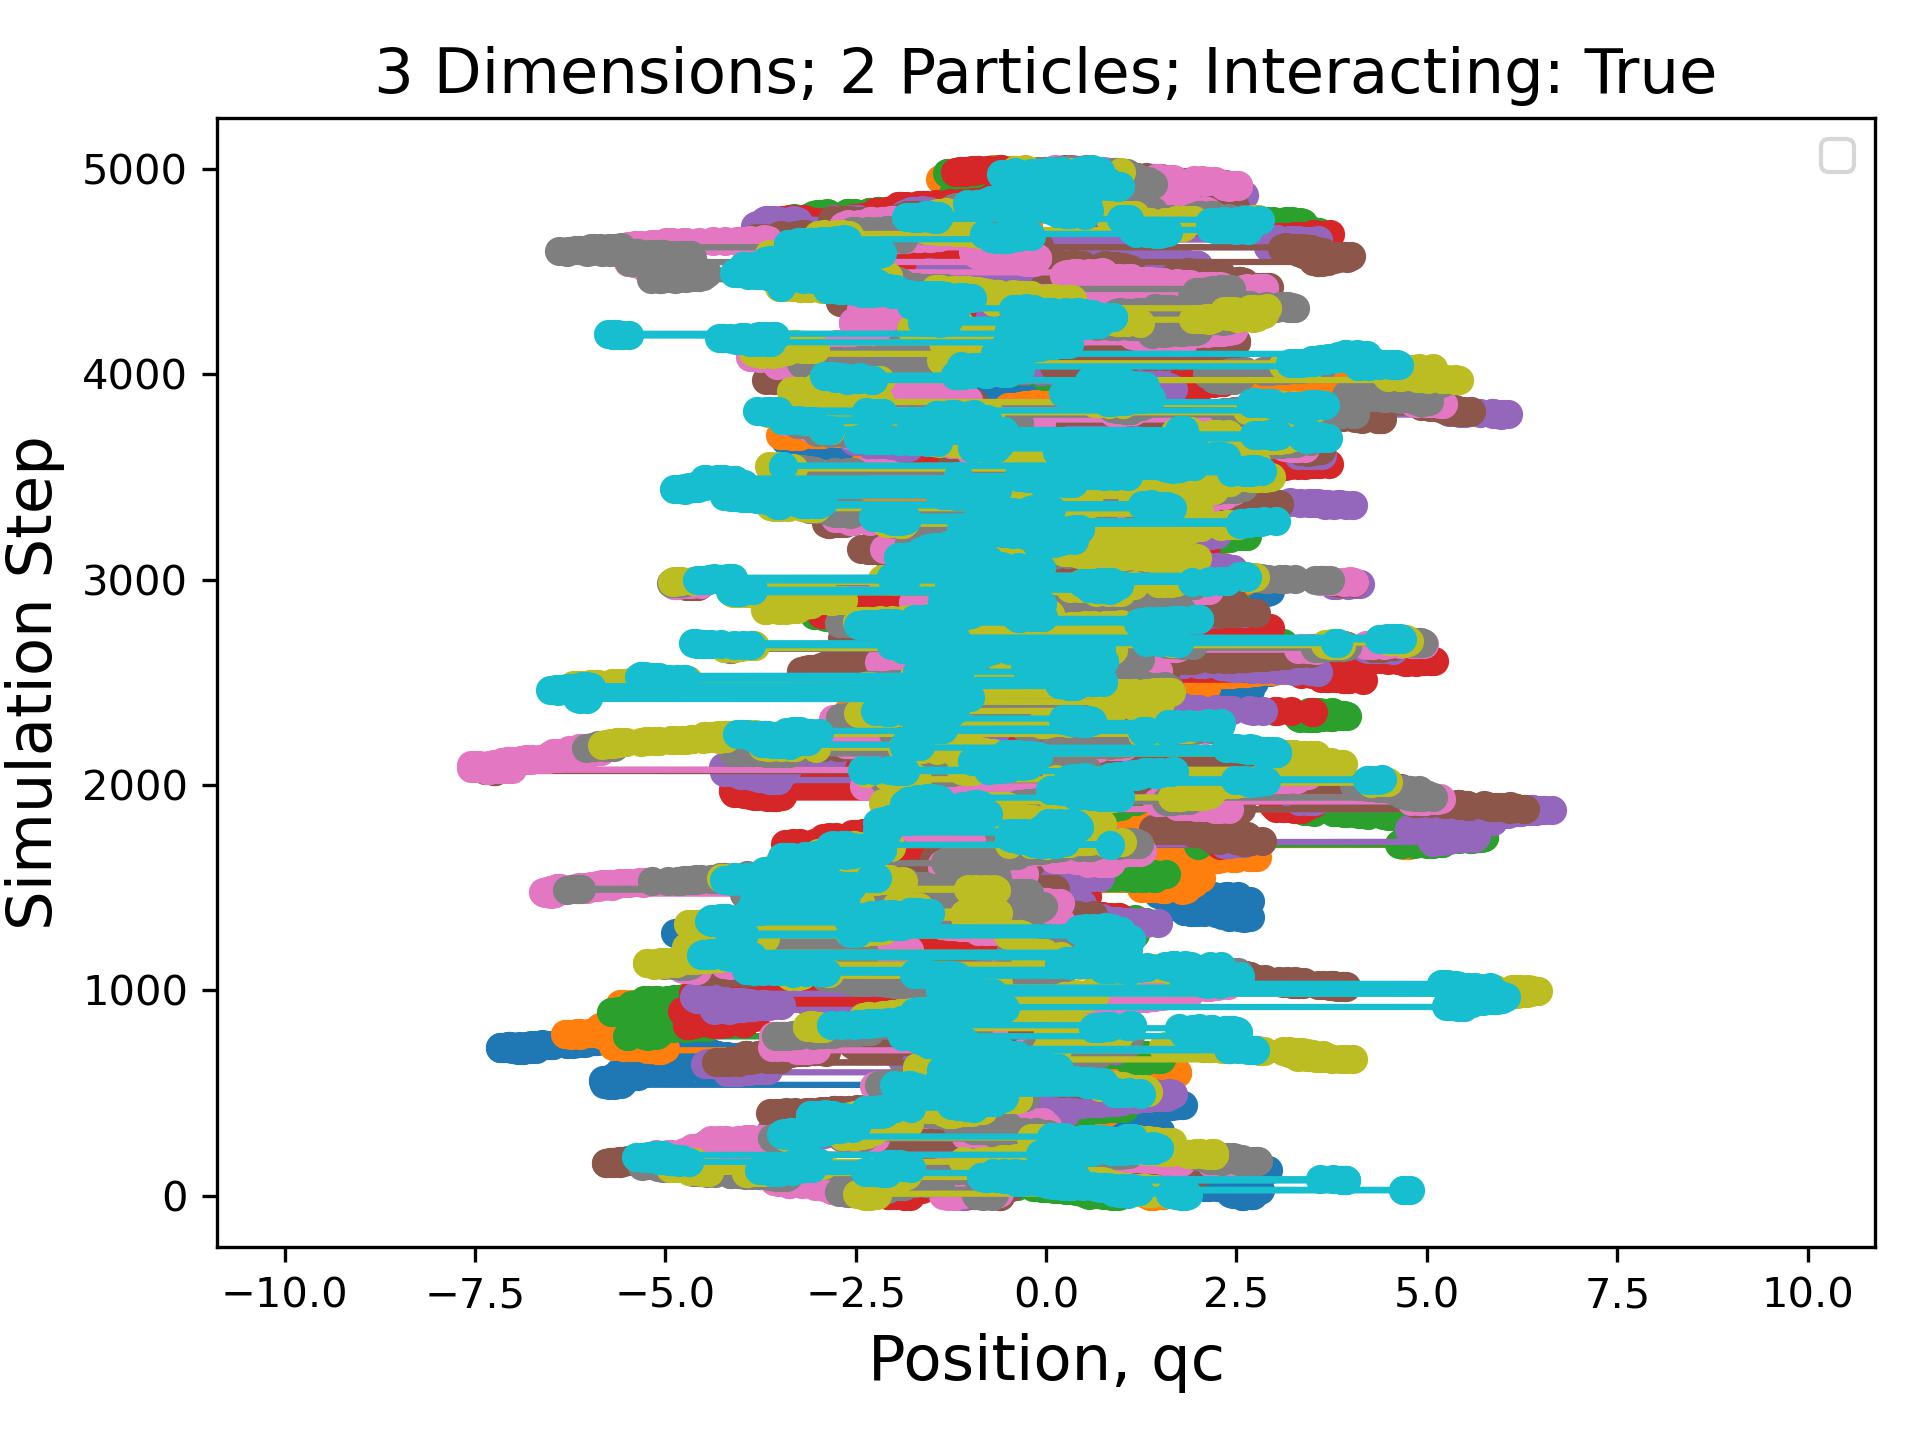 3 Dimensions; 2 Particles; Interacting: True
5000
4000
3000
2000
1000
0
Simulation Step
−10.0 −7.5 −5.0 −2.5 0.0 2.5 5.0 7.5 10.0
Position, qc